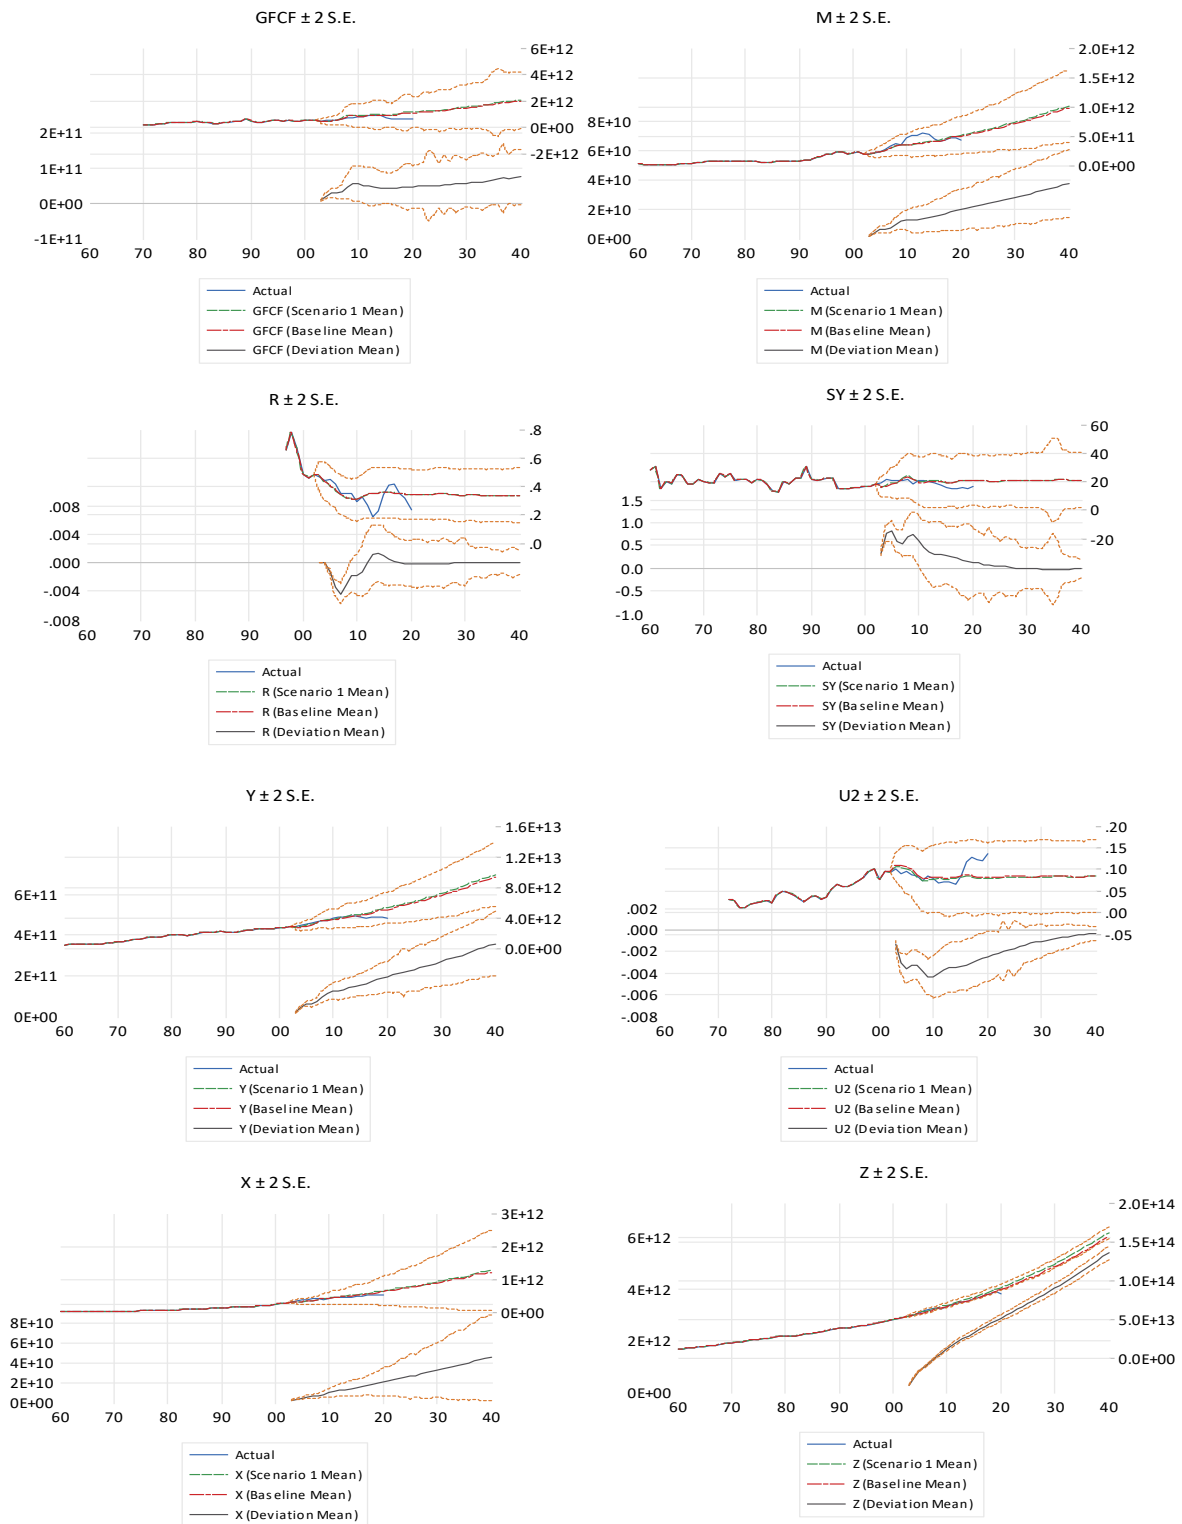 GFCF ± 2 S.E.
6E+12
4E+12
2E+12
0E+00
-2E+12
2E+11
1E+11
0E+00
-1E+11
60 70 80 90 00 10 20 30 40
Actual
GFCF (Scenario 1 Mean)
GFCF (Baseline Mean)
GFCF (Deviation Mean)
M ± 2 S.E.
2.0E+12
1.5E+12
1.0E+12
5.0E+11
0.0E+00
8E+10
6E+10
4E+10
2E+10
0E+00
60 70 80 90 00 10 20 30 40
Actual
M (Scenario 1 Mean)
M (Baseline Mean)
M (Deviation Mean)
R ± 2 S.E.
.8
.6
.4
.2
.0
.008
.004
.000
-.004
-.008
60 70 80 90 00 10 20 30 40
Actual
R (Scenario 1 Mean)
R (Baseline Mean)
R (Deviation Mean)
SY ± 2 S.E.
60
40
20
0
-20
1.5
1.0
0.5
0.0
-0.5
-1.0
60 70 80 90 00 10 20 30 40
Actual
SY (Scenario 1 Mean)
SY (Baseline Mean)
SY (Deviation Mean)
Y ± 2 S.E.
1.6E+13
1.2E+13
8.0E+12
4.0E+12
0.0E+00
6E+11
4E+11
2E+11
0E+00
60 70 80 90 00 10 20 30 40
Actual
Y (Scenario 1 Mean)
Y (Baseline Mean)
Y (Deviation Mean)
U2 ± 2 S.E.
.20
.15
.10
.05
.00
-.05
.002
.000
-.002
-.004
-.006
-.008
60 70 80 90 00 10 20 30 40
Actual
U2 (Scenario 1 Mean)
U2 (Baseline Mean)
U2 (Deviation Mean)
X ± 2 S.E.
3E+12
2E+12
1E+12
0E+00
8E+10
6E+10
4E+10
2E+10
0E+00
60 70 80 90 00 10 20 30 40
Actual
X (Scenario 1 Mean)
X (Baseline Mean)
X (Deviation Mean)
Z ± 2 S.E.
2.0E+14
1.5E+14
1.0E+14
5.0E+13
0.0E+00
6E+12
4E+12
2E+12
0E+00
60 70 80 90 00 10 20 30 40
Actual
Z (Scenario 1 Mean)
Z (Baseline Mean)
Z (Deviation Mean)